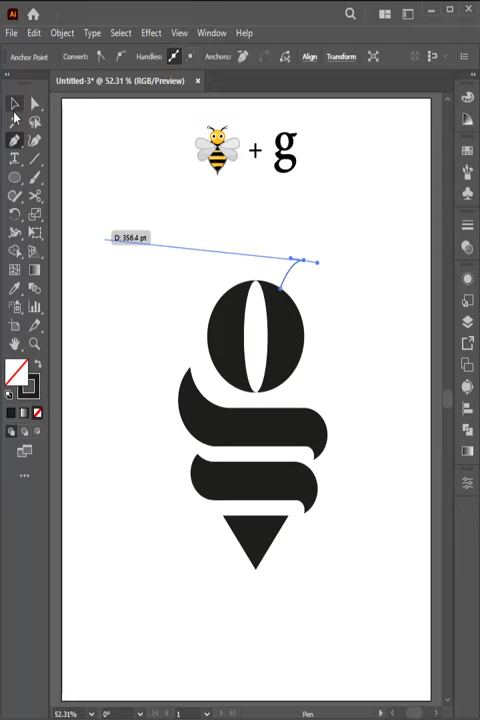 Ai
File Edit Object Type Select Effect View Window Help
Anchor Point Convert: Handles: Anchors: Align Transform
Untitled-3* @ 52.31 % (RGB/Preview) ×
+ g
D: 356.4 pt
52.31% 0° 1 Pen